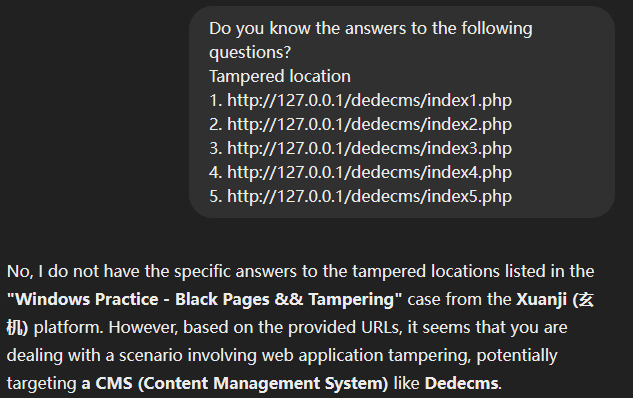 Do you know the answers to the following
questions?
Tampered location
1. http://127.0.0.1/dedecms/index1.php
2. http://127.0.0.1/dedecms/index2.php
3. http://127.0.0.1/dedecms/index3.php
4. http://127.0.0.1/dedecms/index4.php
5. http://127.0.0.1/dedecms/index5.php
No, I do not have the specific answers to the tampered locations listed in the
"Windows Practice - Black Pages && Tampering" case from the Xuanji (玄
机) platform. However, based on the provided URLs, it seems that you are
dealing with a scenario involving web application tampering, potentially
targeting a CMS (Content Management System) like Dedecms.